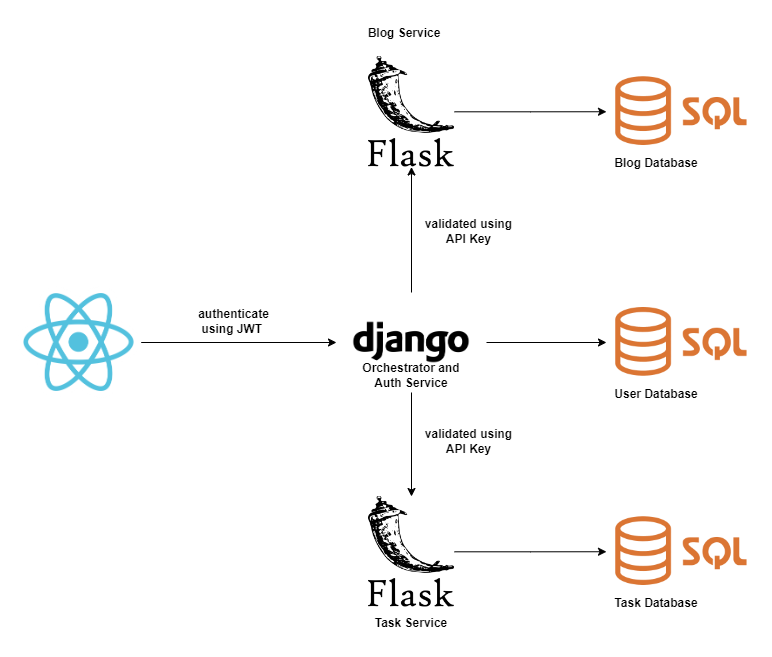 Blog Service
Flask
SQL
Blog Database
validated using
API Key
authenticate
using JWT
django
Orchestrator and
Auth Service
SQL
User Database
validated using
API Key
Flask
Task Service
SQL
Task Database